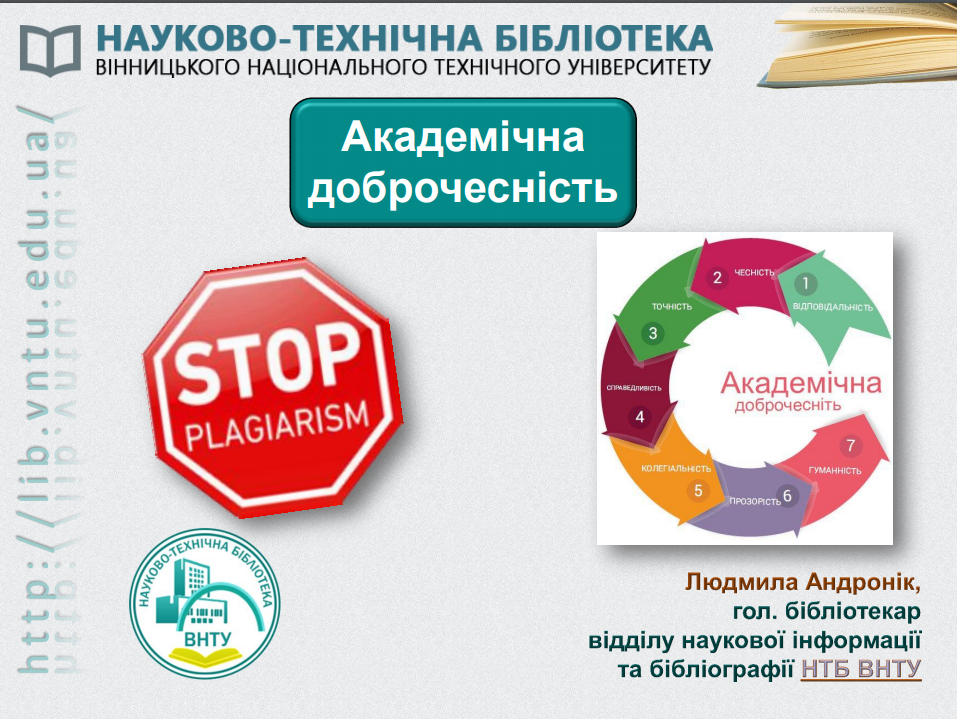 НАУКОВО-ТЕХНІЧНА БІБЛІОТЕКА
ВІННИЦЬКОГО НАЦІОНАЛЬНОГО ТЕХНІЧНОГО УНІВЕРСИТЕТУ
http://lib.vntu.edu.ua/
Академічна
доброчесність
STOP
PLAGIARISM
1
ВІДПОВІДАЛЬНІСТЬ
2
ЧЕСНІСТЬ
ТОЧНІСТЬ
3
СПРАВЕДЛИВІСТЬ
4
КОЛЕГІАЛЬНІСТЬ
5
ПРОЗОРІСТЬ
6
7
ГУМАННІСТЬ
Академічна
доброчесніть
НАУКОВО-ТЕХНІЧНА БІБЛІОТЕКА
ВНТУ
Людмила Андронік,
гол. бібліотекар
відділу наукової інформації
та бібліографії НТБ ВНТУ